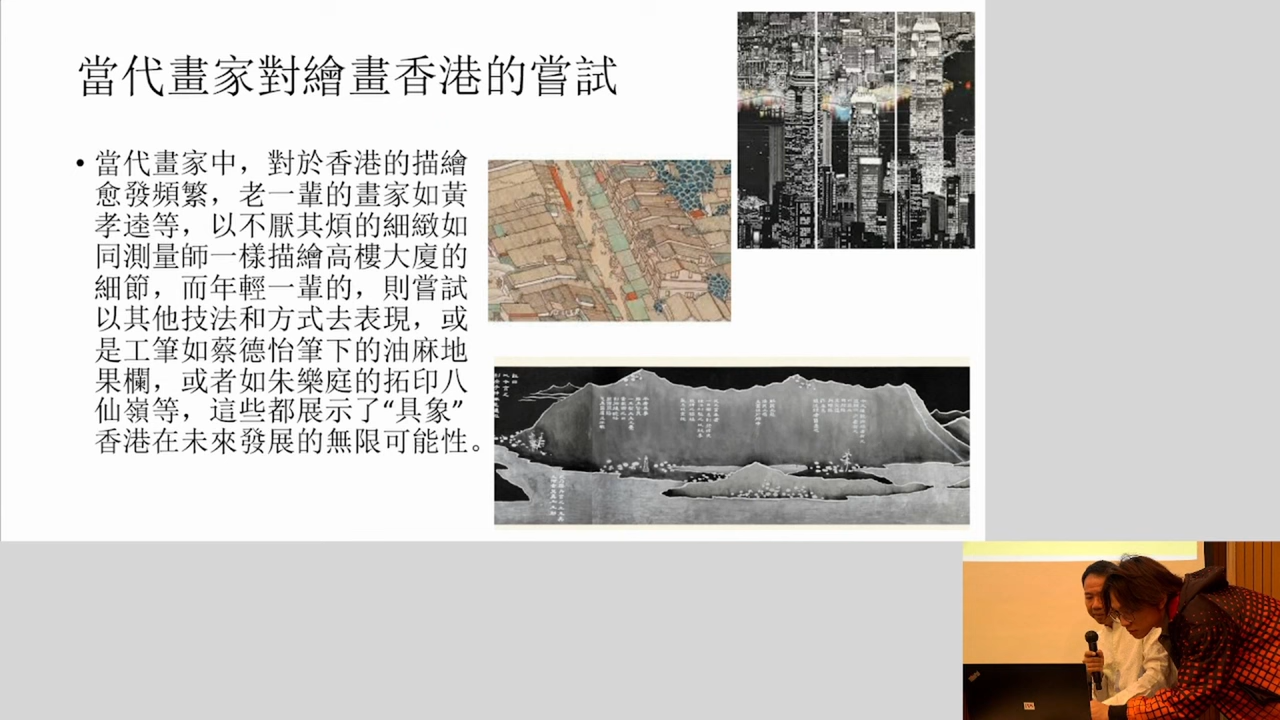 當代畫家對繪畫香港的嘗試
• 當代畫家中，對於香港的描繪
愈發頻繁，老一輩的畫家如黃
孝逵等，以不厭其煩的細緻如
同測量師一樣描繪高樓大廈的
細節，而年輕一輩的，則嘗試
以其他技法和方式去表現，或
是工筆如蔡德怡筆下的油麻地
果欄，或者如朱樂庭的拓印八
仙嶺等，這些都展示了“具象”
香港在未來發展的無限可能性。